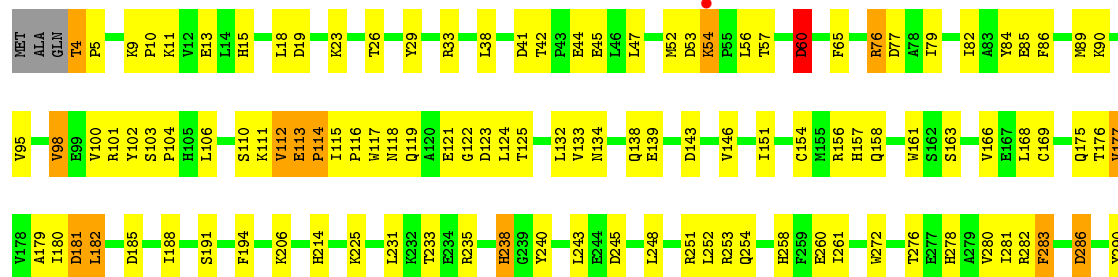 MET ALA GLN T4 P5 K9 P10 K11 V12 E13 L14 H15 L18 D19 K23 T26 Y29 R33 L38 D41 T42 P43 E44 E45 L46 L47 M52 D53 K54 P55 L56 T57 D60 F65 R76 D77 A78 I79 I82 A83 Y84 E85 F86 M89 K90
V95 V98 E99 V100 R101 Y102 S103 P104 H105 L106 S110 K111 V112 E113 P114 I115 P116 W117 N118 Q119 A120 E121 G122 D123 L124 T125 L132 V133 N134 Q138 E139 D143 V146 I151 C154 M155 R156 H157 Q158 W161 S162 S163 V166 E167 L168 C169 Q175 T176 V177
V178 A179 I180 D181 L182 D185 I188 S191 F194 K206 H214 K225 L231 K232 T233 E234 R235 H238 G239 Y240 L243 E244 D245 L248 R251 L252 R253 Q254 H258 F259 E260 I261 W272 T276 E277 H278 A279 V280 I281 R282 F283 D286